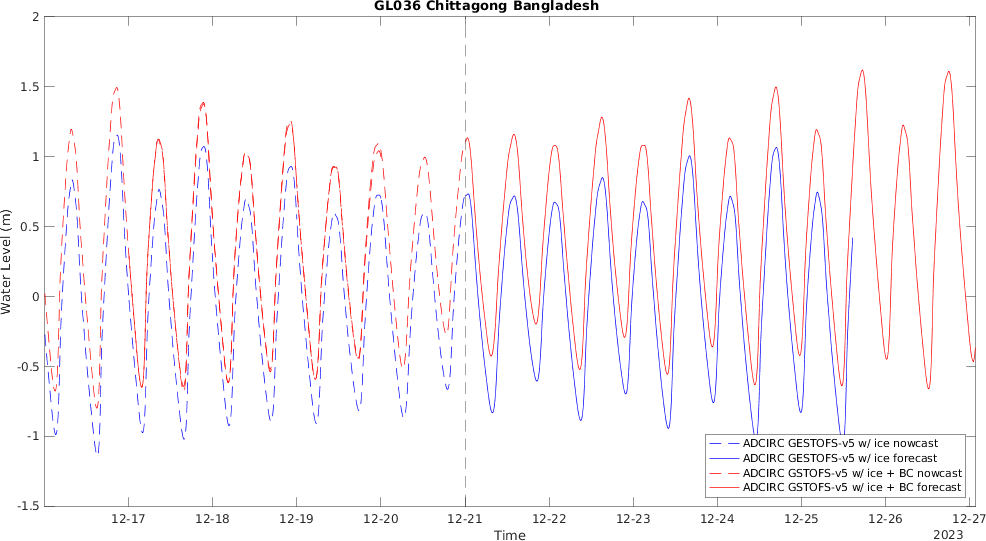 GL036 Chittagong Bangladesh
2
1.5
1
0.5
0
-0.5
-1
-1.5
Water Level (m)
12-17
12-18
12-19
12-20
12-21
12-22
12-23
12-24
12-25
12-26
12-27
Time
2023
ADCIRC GESTOFS-v5 w/ ice nowcast
ADCIRC GESTOFS-v5 w/ ice forecast
ADCIRC GSTOFS-v5 w/ ice + BC nowcast
ADCIRC GSTOFS-v5 w/ ice + BC forecast